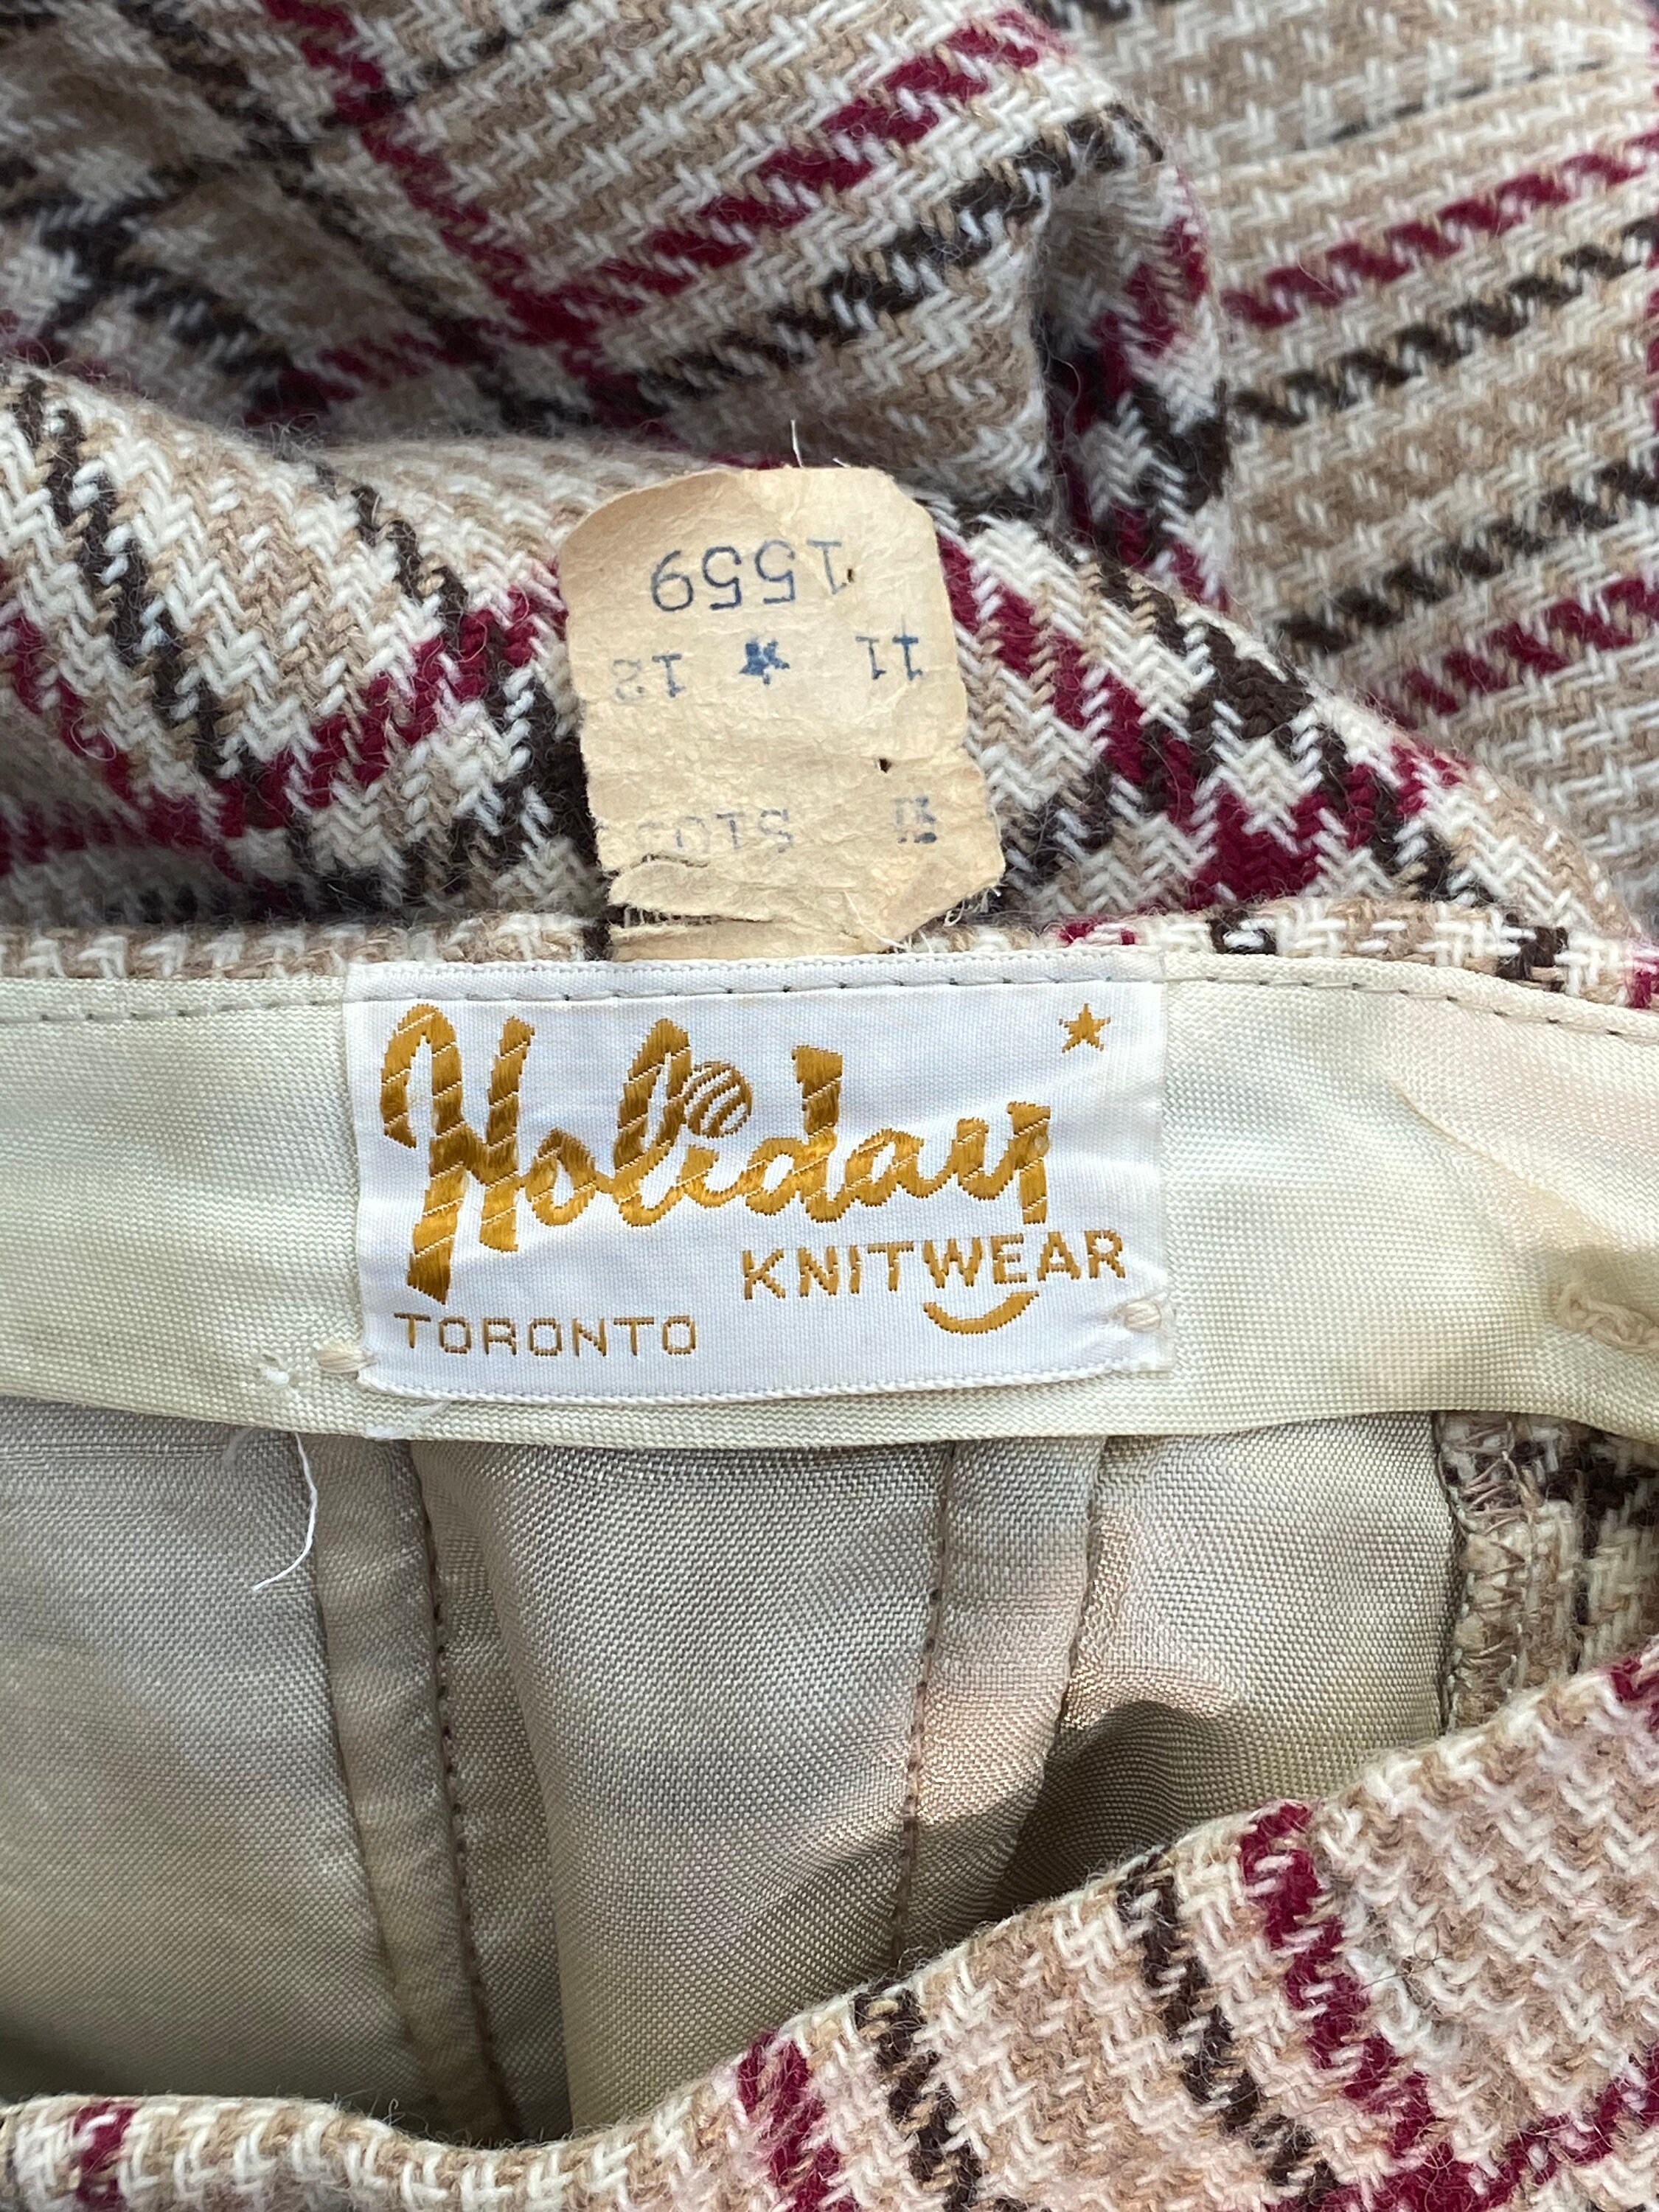 1559
11 ★ 12
Holiday ★
KNITWEAR
TORONTO